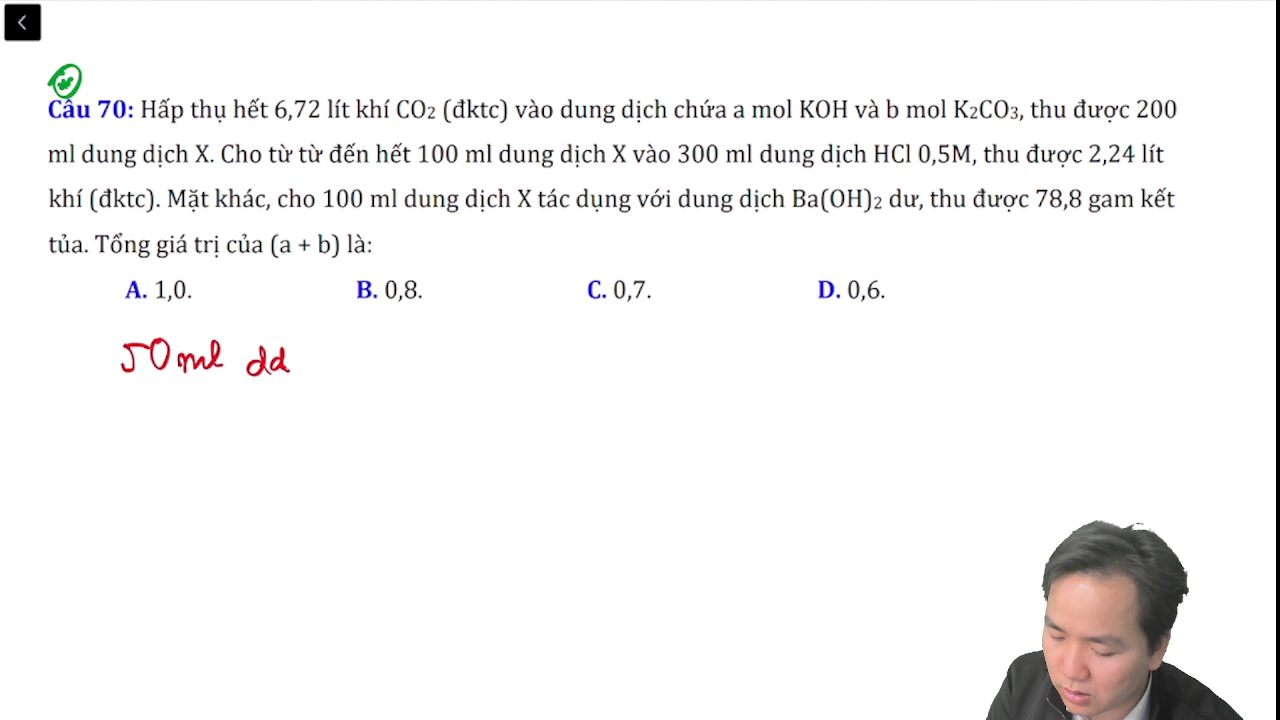 Câu 70: Hấp thụ hết 6,72 lít khí CO₂ (đktc) vào dung dịch chứa a mol KOH và b mol K₂CO₃, thu được 200
ml dung dịch X. Cho từ từ đến hết 100 ml dung dịch X vào 300 ml dung dịch HCl 0,5M, thu được 2,24 lít
khí (đktc). Mặt khác, cho 100 ml dung dịch X tác dụng với dung dịch Ba(OH)₂ dư, thu được 78,8 gam kết
tủa. Tổng giá trị của (a + b) là:
A. 1,0. B. 0,8. C. 0,7. D. 0,6.
50ml dd